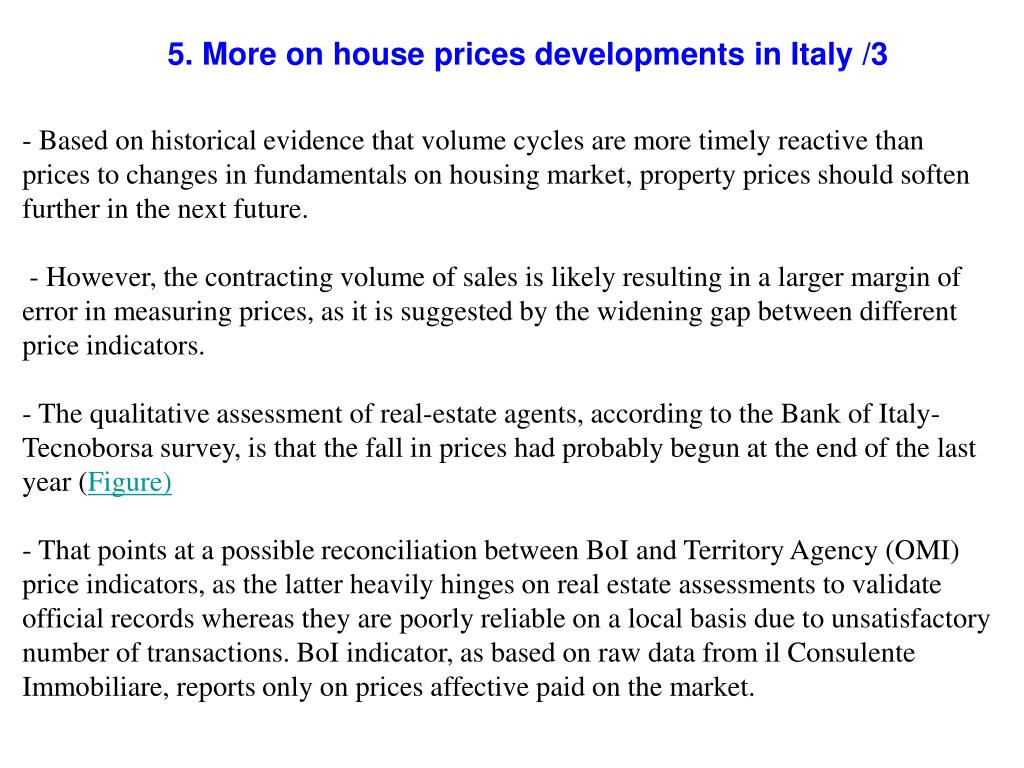 5. More on house prices developments in Italy /3
- Based on historical evidence that volume cycles are more timely reactive than
prices to changes in fundamentals on housing market, property prices should soften
further in the next future.
- However, the contracting volume of sales is likely resulting in a larger margin of
error in measuring prices, as it is suggested by the widening gap between different
price indicators.
- The qualitative assessment of real-estate agents, according to the Bank of Italy-
Tecnoborsa survey, is that the fall in prices had probably begun at the end of the last
year (Figure)
- That points at a possible reconciliation between BoI and Territory Agency (OMI)
price indicators, as the latter heavily hinges on real estate assessments to validate
official records whereas they are poorly reliable on a local basis due to unsatisfactory
number of transactions. BoI indicator, as based on raw data from il Consulente
Immobiliare, reports only on prices affective paid on the market.